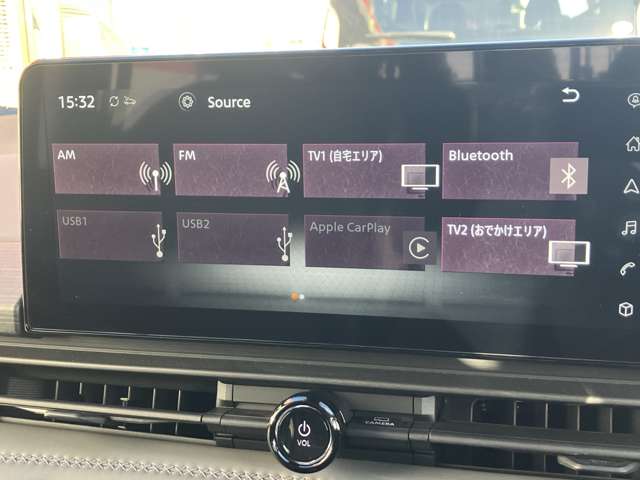 15:32
Source
AM
FM
TV1 (自宅エリア)
Bluetooth
USB1
USB2
Apple CarPlay
TV2 (おでかけエリア)
VOL
CAMERA